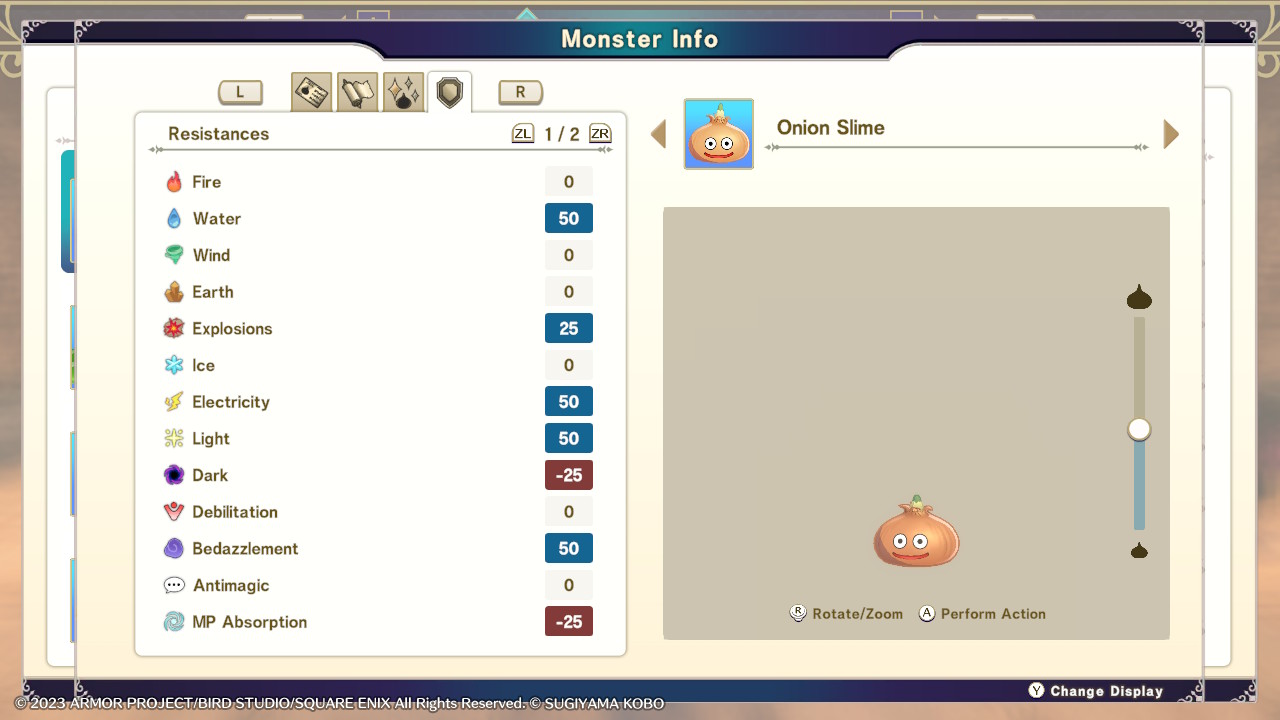 Monster Info
L
R
Resistances
ZL 1 / 2 ZR
Fire 0
Water 50
Wind 0
Earth 0
Explosions 25
Ice 0
Electricity 50
Light 50
Dark -25
Debilitation 0
Bedazzlement 50
Antimagic 0
MP Absorption -25
Onion Slime
R Rotate/Zoom A Perform Action
Y Change Display
© 2023 ARMOR PROJECT/BIRD STUDIO/SQUARE ENIX All Rights Reserved. © SUGIYAMA KOBO